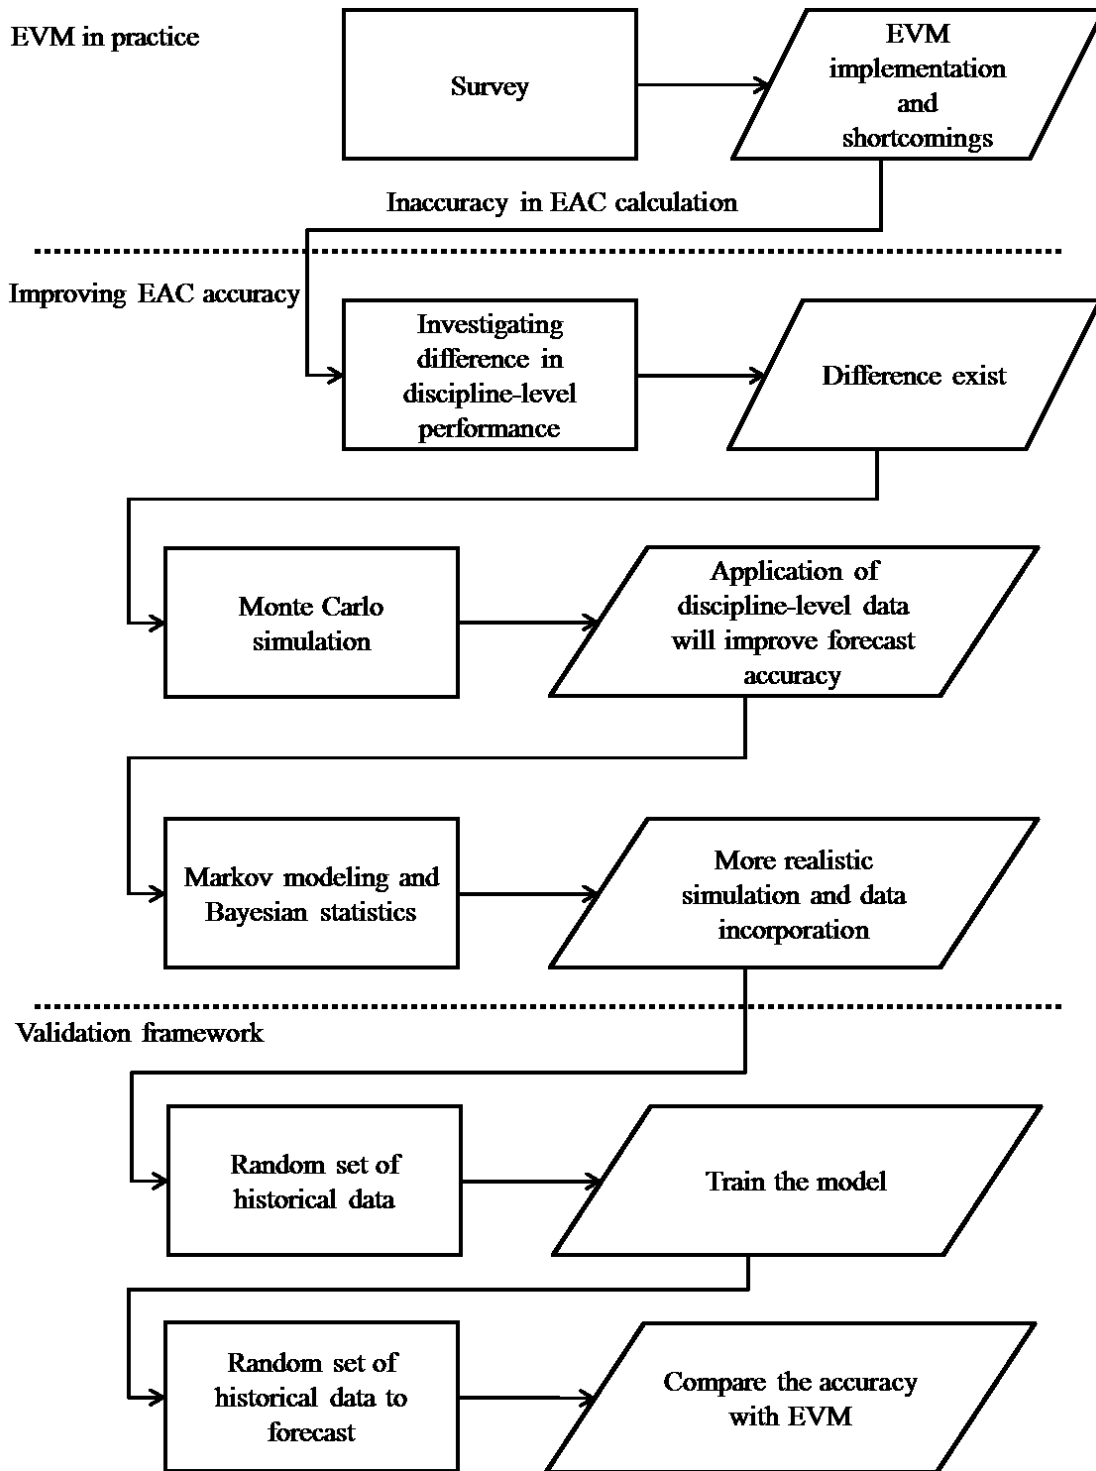 EVM in practice
Survey
EVM
implementation
and
shortcomings
Inaccuracy in EAC calculation
Improving EAC accuracy
Investigating
difference in
discipline-level
performance
Difference exist
Monte Carlo
simulation
Application of
discipline-level data
will improve forecast
accuracy
Markov modeling and
Bayesian statistics
More realistic
simulation and data
incorporation
Validation framework
Random set of
historical data
Train the model
Random set of
historical data to
forecast
Compare the accuracy
with EVM